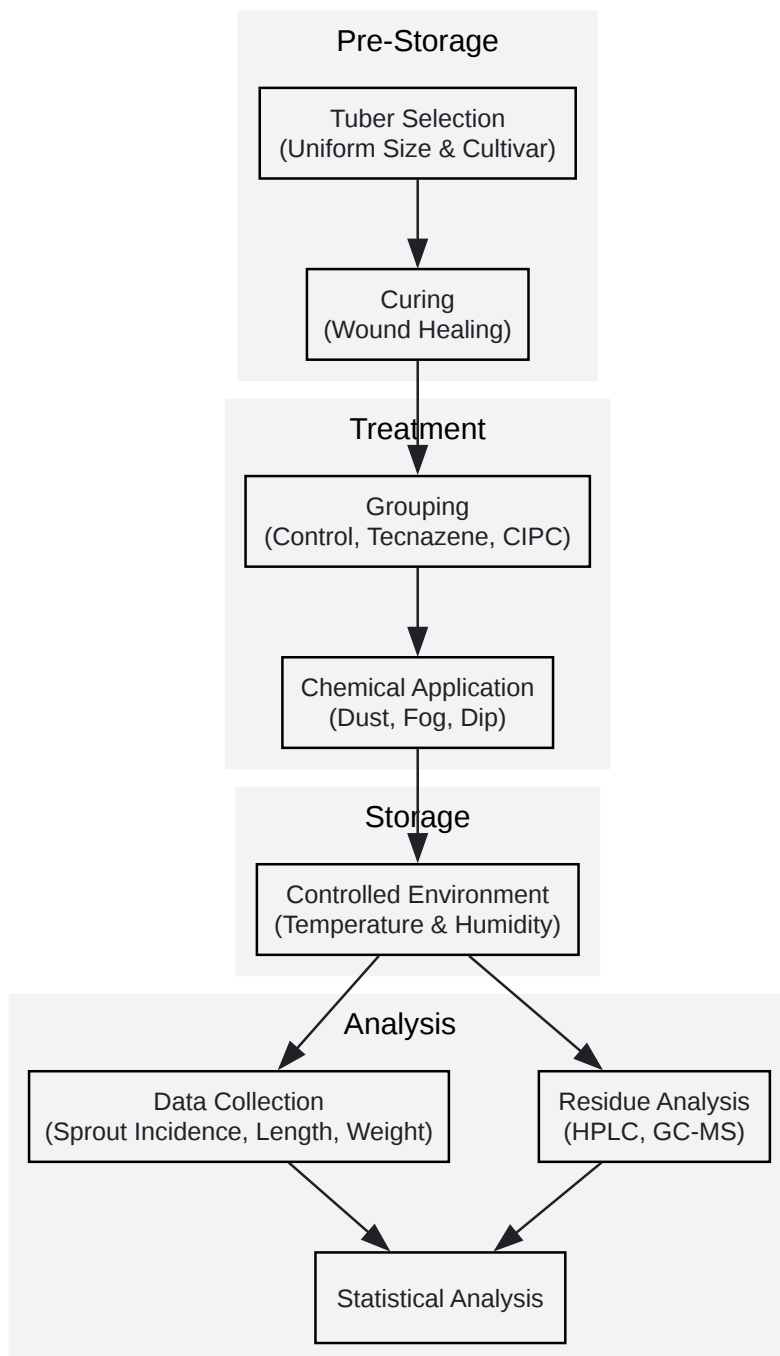 Pre-Storage
Tuber Selection
(Uniform Size & Cultivar)
Curing
(Wound Healing)
Treatment
Grouping
(Control, Tecnazene, CIPC)
Chemical Application
(Dust, Fog, Dip)
Storage
Controlled Environment
(Temperature & Humidity)
Analysis
Data Collection
(Sprout Incidence, Length, Weight)
Residue Analysis
(HPLC, GC-MS)
Statistical Analysis